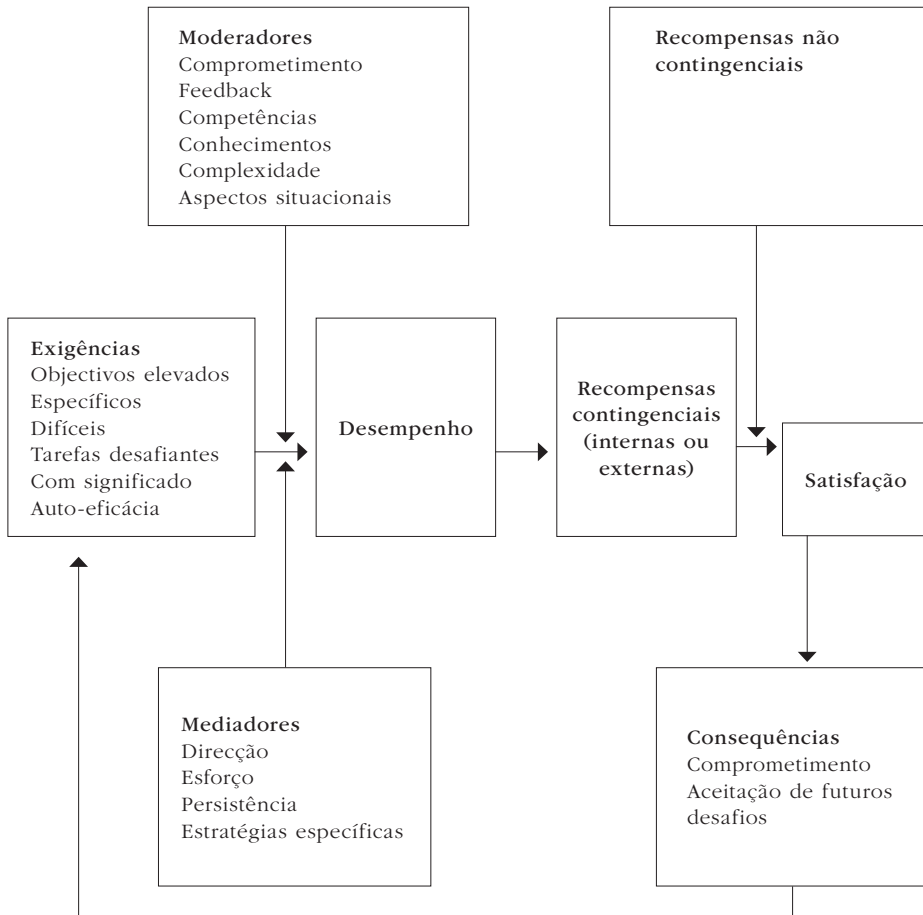 Moderadores
Comprometimento
Feedback
Competências
Conhecimentos
Complexidade
Aspectos situacionais
Recompensas não
contingenciais
Exigências
Objectivos elevados
Específicos
Difíceis
Tarefas desafiantes
Com significado
Auto-eficácia
Desempenho
Recompensas
contingenciais
(internas ou
externas)
Satisfação
Mediadores
Direcção
Esforço
Persistência
Estratégias específicas
Consequências
Comprometimento
Aceitação de futuros
desafios